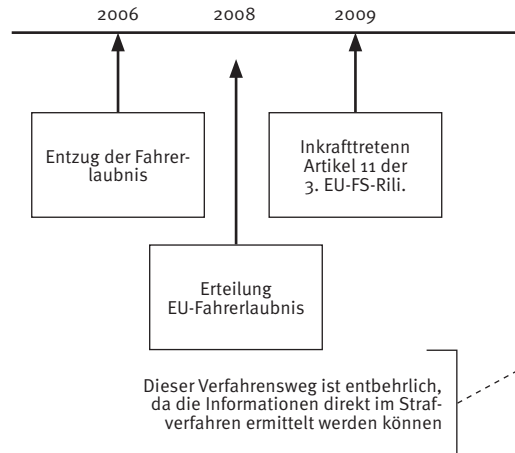 2006 2008 2009
Entzug der Fahrer-
laubnis
Inkrafttretenn
Artikel 11 der
3. EU-FS-Rili.
Erteilung
EU-Fahrerlaubnis
Dieser Verfahrensweg ist entbehrlich,
da die Informationen direkt im Straf-
verfahren ermittelt werden können